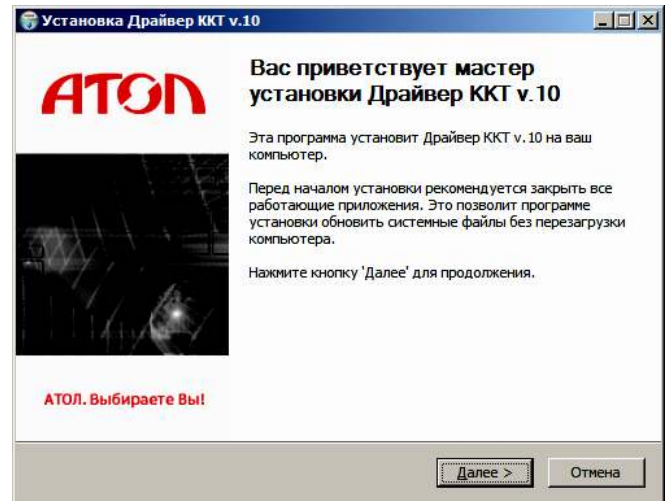 Установка Драйвер ККТ v.10
АТОЛ
Вас приветствует мастер
установки Драйвер ККТ v.10
Эта программа установит Драйвер ККТ v.10 на ваш
компьютер.
Перед началом установки рекомендуется закрыть все
работающие приложения. Это позволит программе
установки обновить системные файлы без перезагрузки
компьютера.
Нажмите кнопку 'Далее' для продолжения.
АТОЛ. Выбираете Вы!
Далее >
Отмена